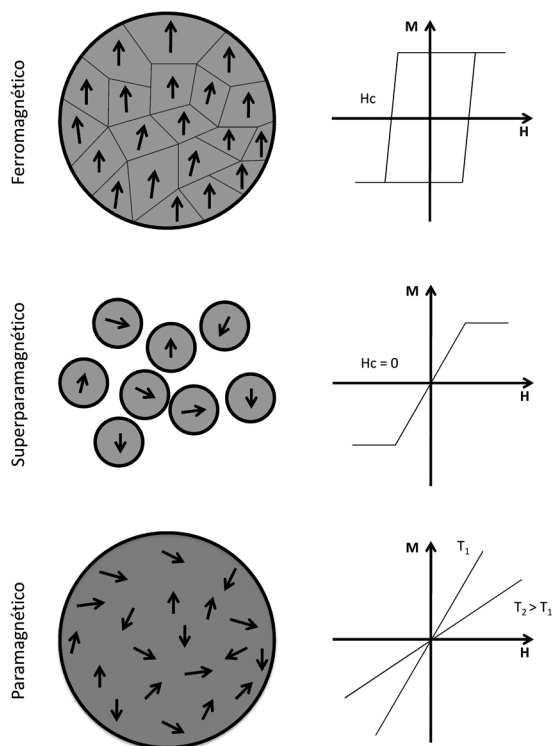 Ferromagnético
M
Hc
H
Superparamagnético
M
Hc = 0
H
Paramagnético
M
T₁
T₂ > T₁
H